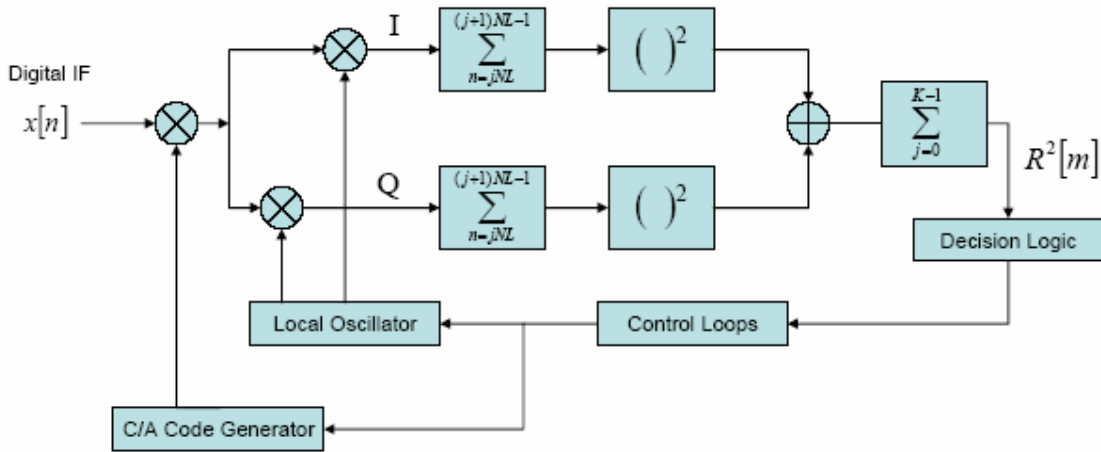 Digital IF
x[n]
I
(j+1)NL-1
∑
n=jNL
( )²
K-1
∑
j=0
R²[m]
Q
(j+1)NL-1
∑
n=jNL
( )²
Decision Logic
Local Oscillator
Control Loops
C/A Code Generator